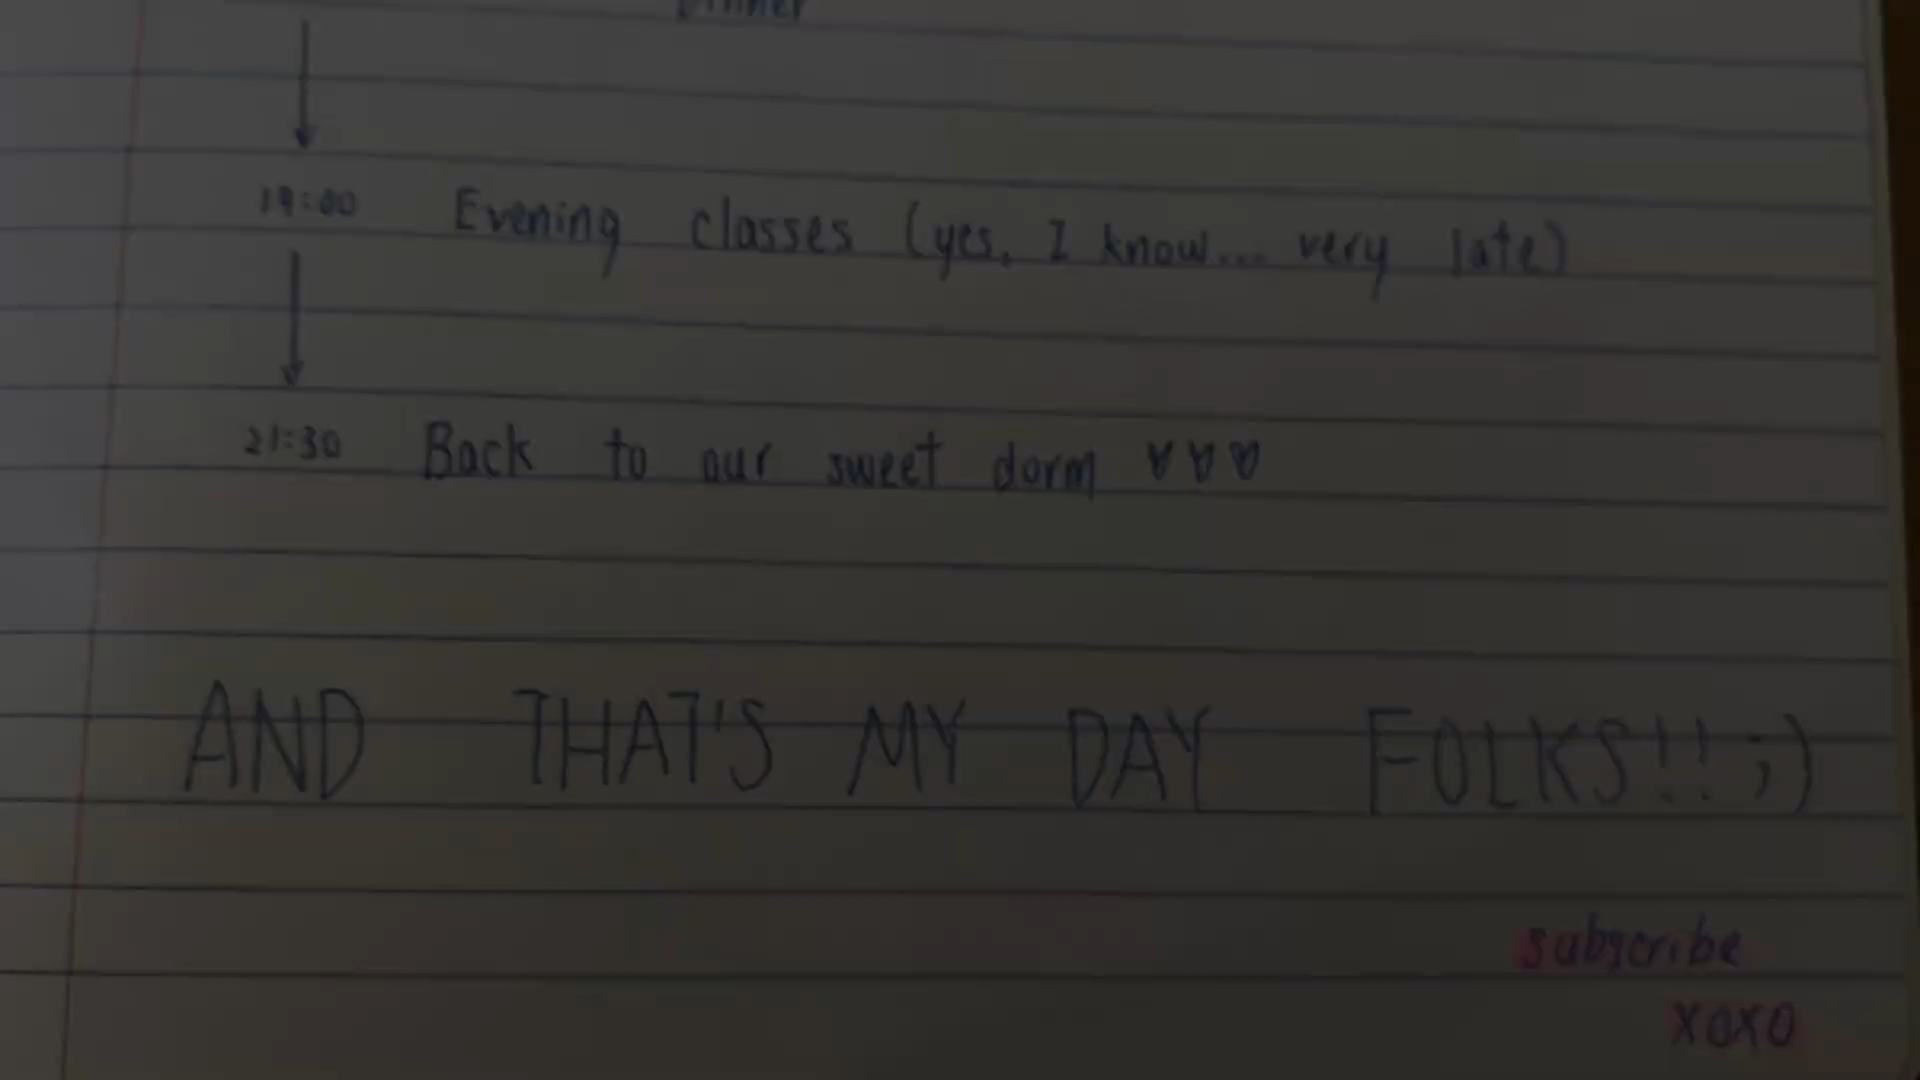 Dinner
19:00 Evening classes (yes, I know... very late)
21:30 Back to our sweet dorm ♥♥♥
AND THAT'S MY DAY FOLKS!! ;)
subscribe
xoxo